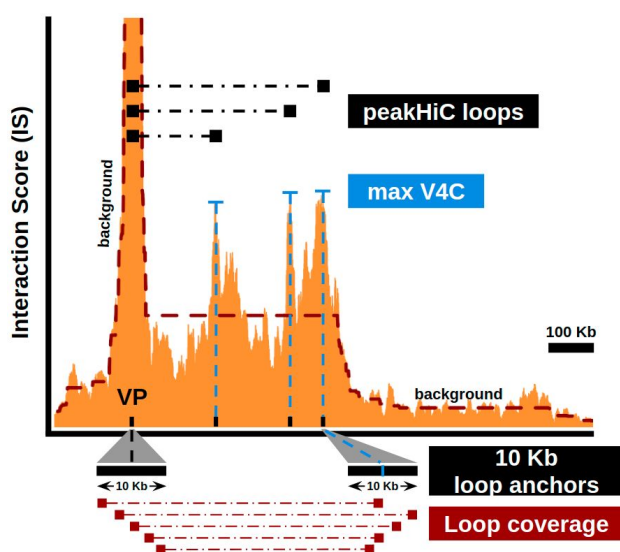 Interaction Score (IS)
background
peakHiC loops
max V4C
100 Kb
VP
background
10 Kb
10 Kb
10 Kb
loop anchors
Loop coverage